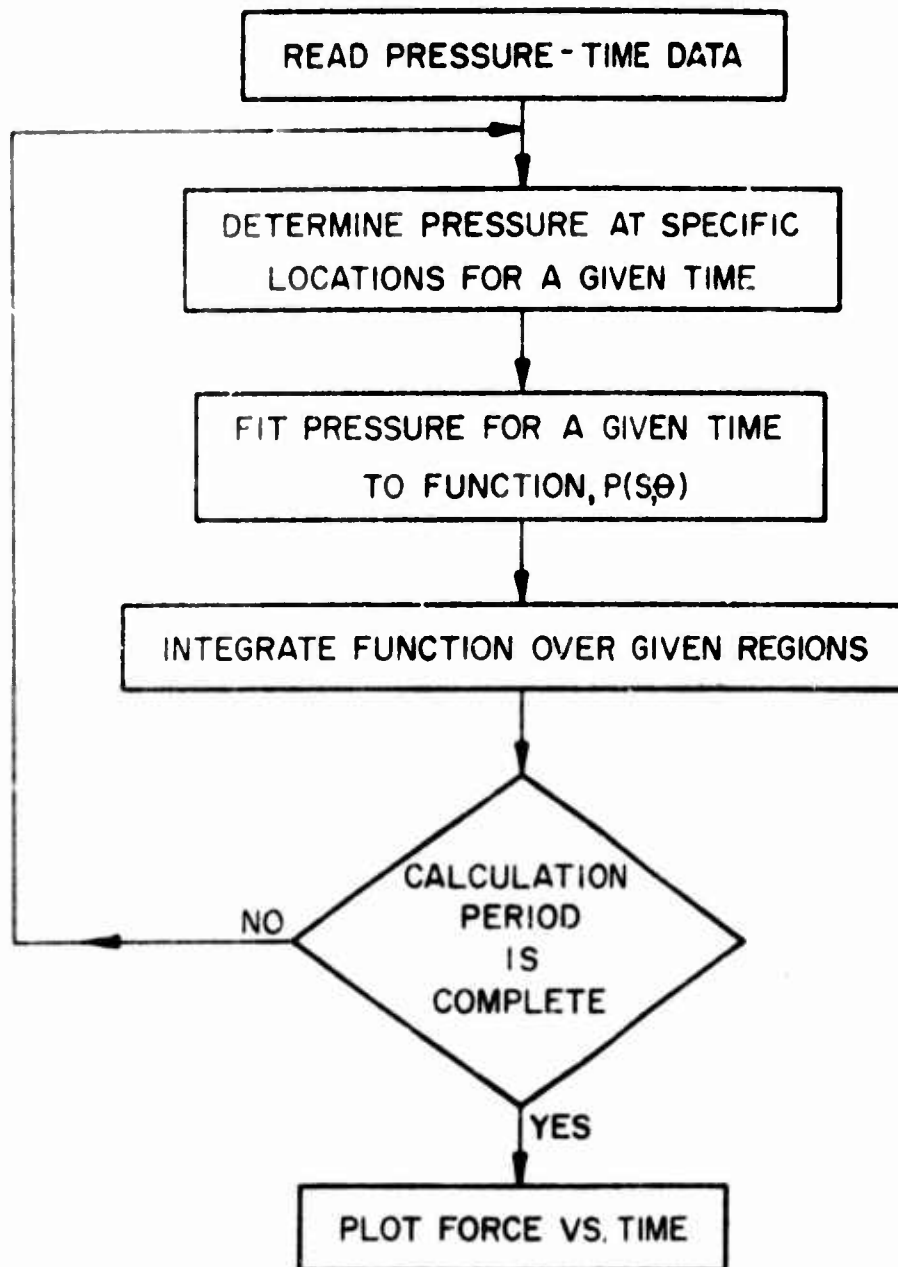 READ PRESSURE-TIME DATA
DETERMINE PRESSURE AT SPECIFIC
LOCATIONS FOR A GIVEN TIME
FIT PRESSURE FOR A GIVEN TIME
TO FUNCTION, P(S,θ)
INTEGRATE FUNCTION OVER GIVEN REGIONS
CALCULATION
PERIOD
IS
COMPLETE
NO
YES
PLOT FORCE VS. TIME